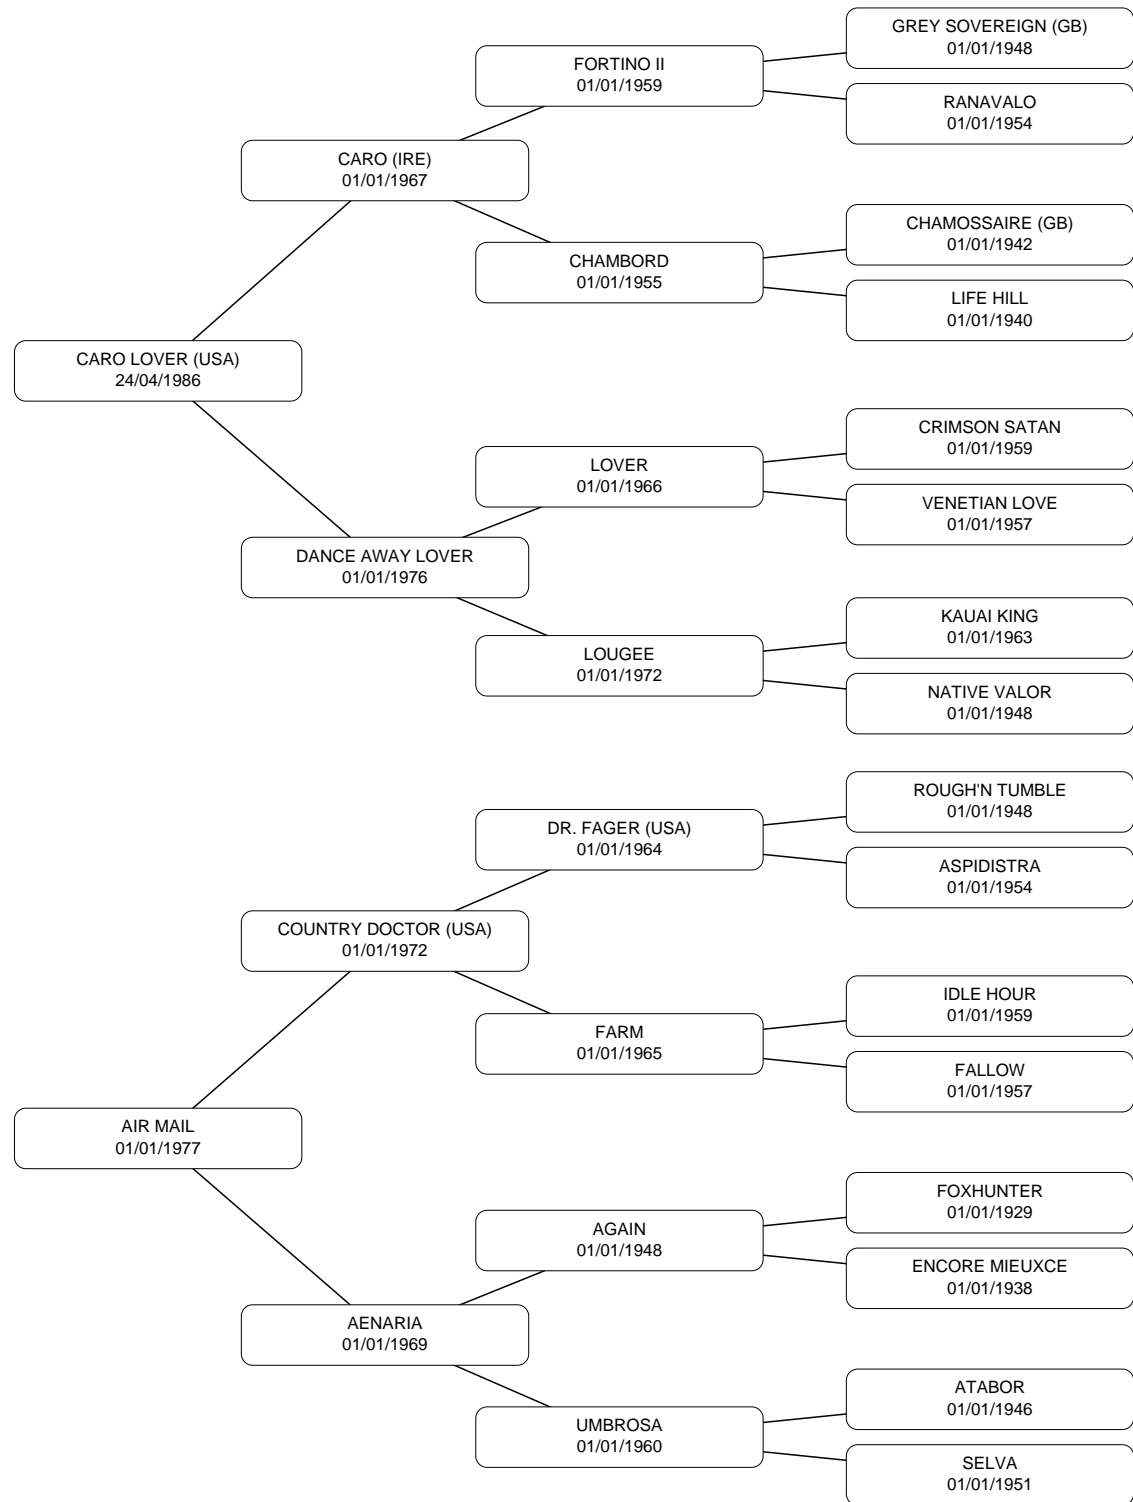 GREY SOVEREIGN (GB)
01/01/1948
FORTINO II
01/01/1959
RANAVALO
01/01/1954
CARO (IRE)
01/01/1967
CHAMOSSAIRE (GB)
01/01/1942
CHAMBORD
01/01/1955
LIFE HILL
01/01/1940
CARO LOVER (USA)
24/04/1986
CRIMSON SATAN
01/01/1959
LOVER
01/01/1966
VENETIAN LOVE
01/01/1957
DANCE AWAY LOVER
01/01/1976
KAUAI KING
01/01/1963
LOUGEE
01/01/1972
NATIVE VALOR
01/01/1948
ROUGH'N TUMBLE
01/01/1948
DR. FAGER (USA)
01/01/1964
ASPIDISTRA
01/01/1954
COUNTRY DOCTOR (USA)
01/01/1972
IDLE HOUR
01/01/1959
FARM
01/01/1965
FALLOW
01/01/1957
AIR MAIL
01/01/1977
FOXHUNTER
01/01/1929
AGAIN
01/01/1948
ENCORE MIEUXCE
01/01/1938
AENARIA
01/01/1969
ATABOR
01/01/1946
UMBROSA
01/01/1960
SELVA
01/01/1951